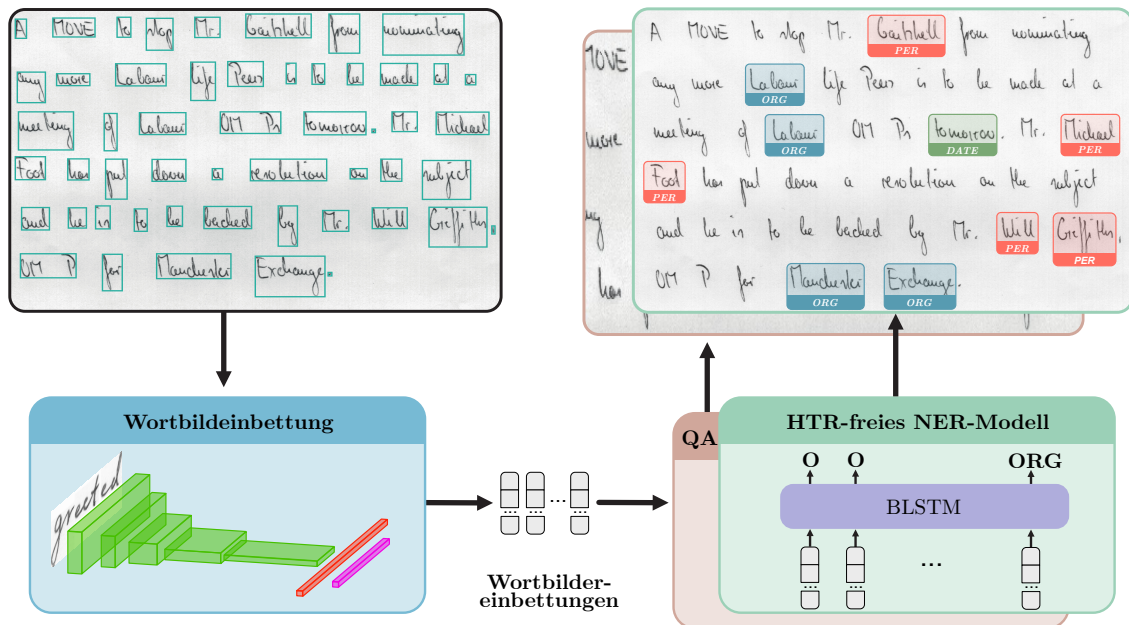 A MOVE to stop Mr. Gaitskell from nominating
any more Labour life Peers is to be made at a
meeting of Labour MPs tomorrow. Mr. Michael
Foot has put down a resolution on the subject
and he is to be backed by Mr. Will Griffiths,
MP for Manchester Exchange.
A MOVE to stop Mr. Gaitskell from nominating
PER
any more Labour life Peers is to be made at a
ORG
meeting of Labour MPs tomorrow. Mr. Michael
ORG DATE PER
Foot has put down a resolution on the subject
PER
and he is to be backed by Mr. Will Griffiths,
PER PER
MP for Manchester Exchange.
ORG ORG
MOVE
more
has
Wortbildeinbettung
greeted
...
Wortbilder-
einbettungen
QA
HTR-freies NER-Modell
O O ORG
BLSTM
...